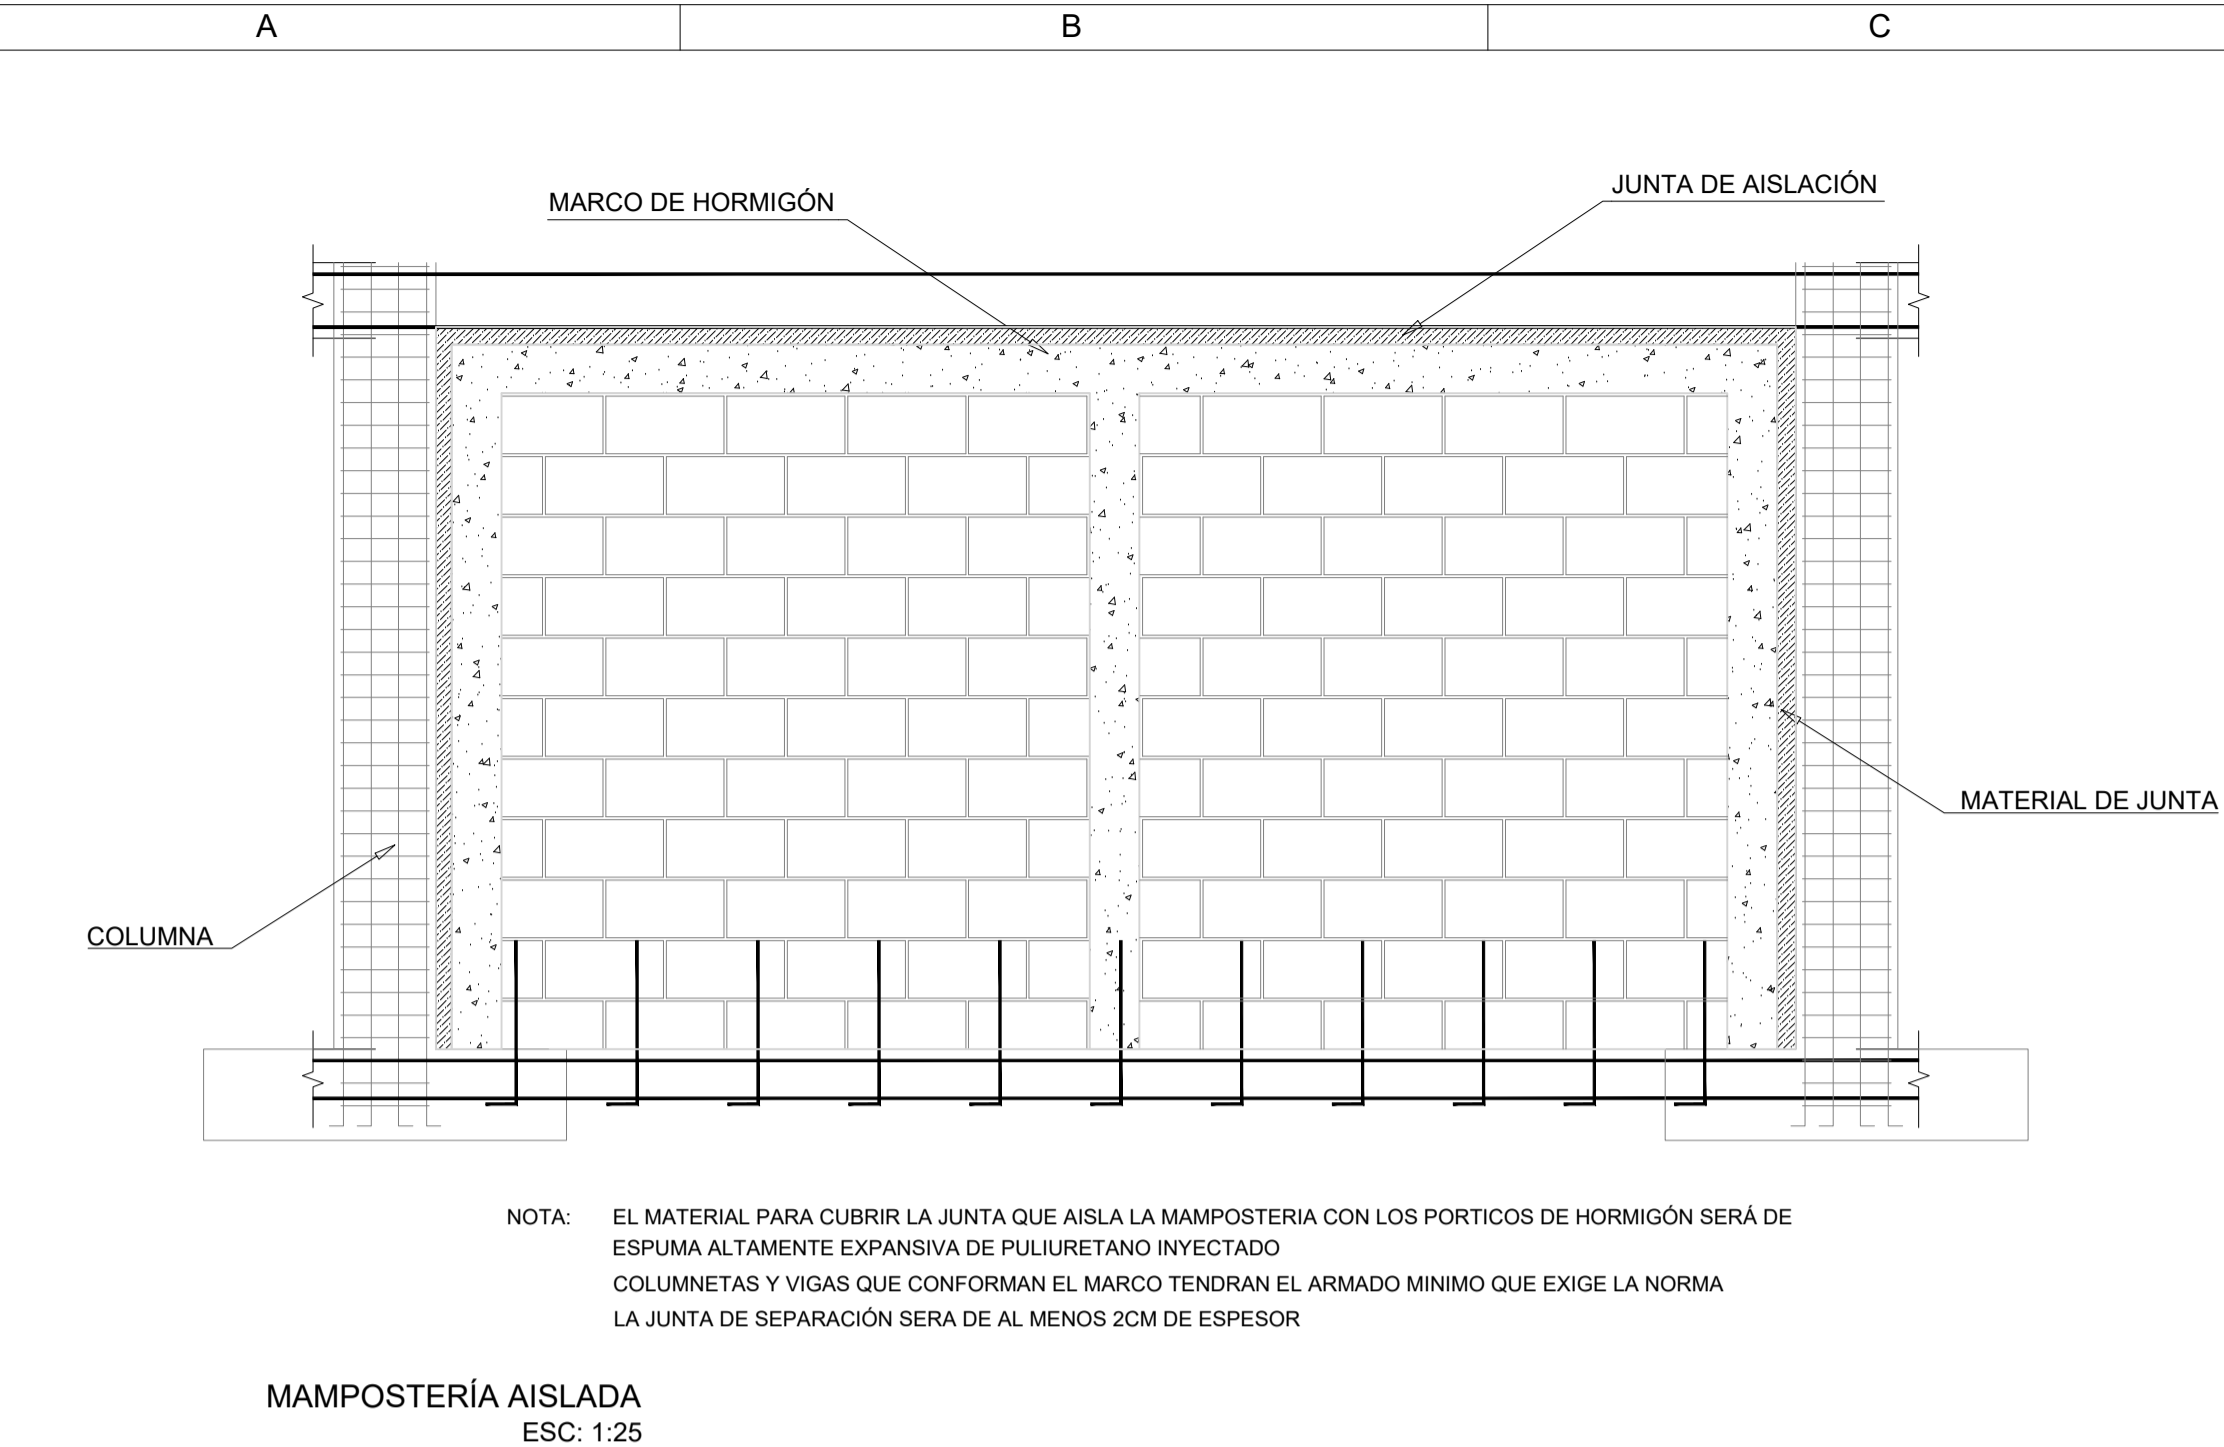 A B C
JUNTA DE AISLACIÓN
MARCO DE HORMIGÓN
MATERIAL DE JUNTA
COLUMNA
NOTA: EL MATERIAL PARA CUBRIR LA JUNTA QUE AISLA LA MAMPOSTERIA CON LOS PORTICOS DE HORMIGÓN SERÁ DE
ESPUMA ALTAMENTE EXPANSIVA DE PULIURETANO INYECTADO
COLUMNETAS Y VIGAS QUE CONFORMAN EL MARCO TENDRAN EL ARMADO MINIMO QUE EXIGE LA NORMA
LA JUNTA DE SEPARACIÓN SERA DE AL MENOS 2CM DE ESPESOR
MAMPOSTERÍA AISLADA
ESC: 1:25